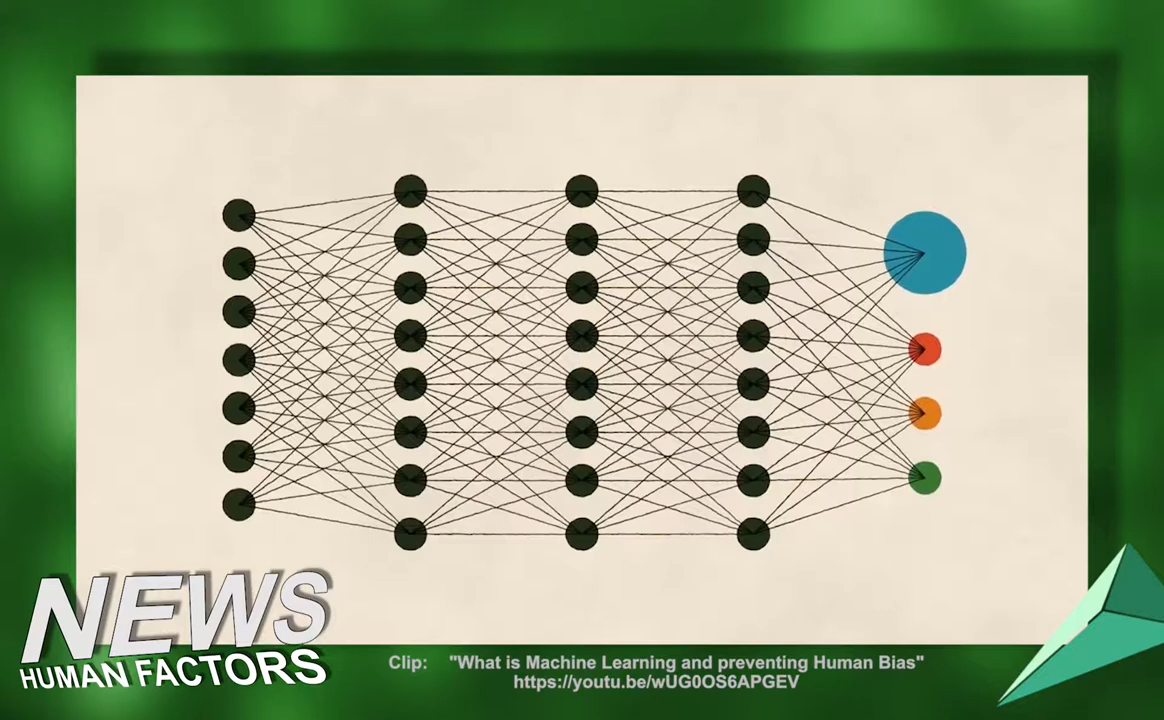 NEWS
HUMAN FACTORS
Clip: "What is Machine Learning and preventing Human Bias"
https://youtu.be/wUG0OS6APGEV